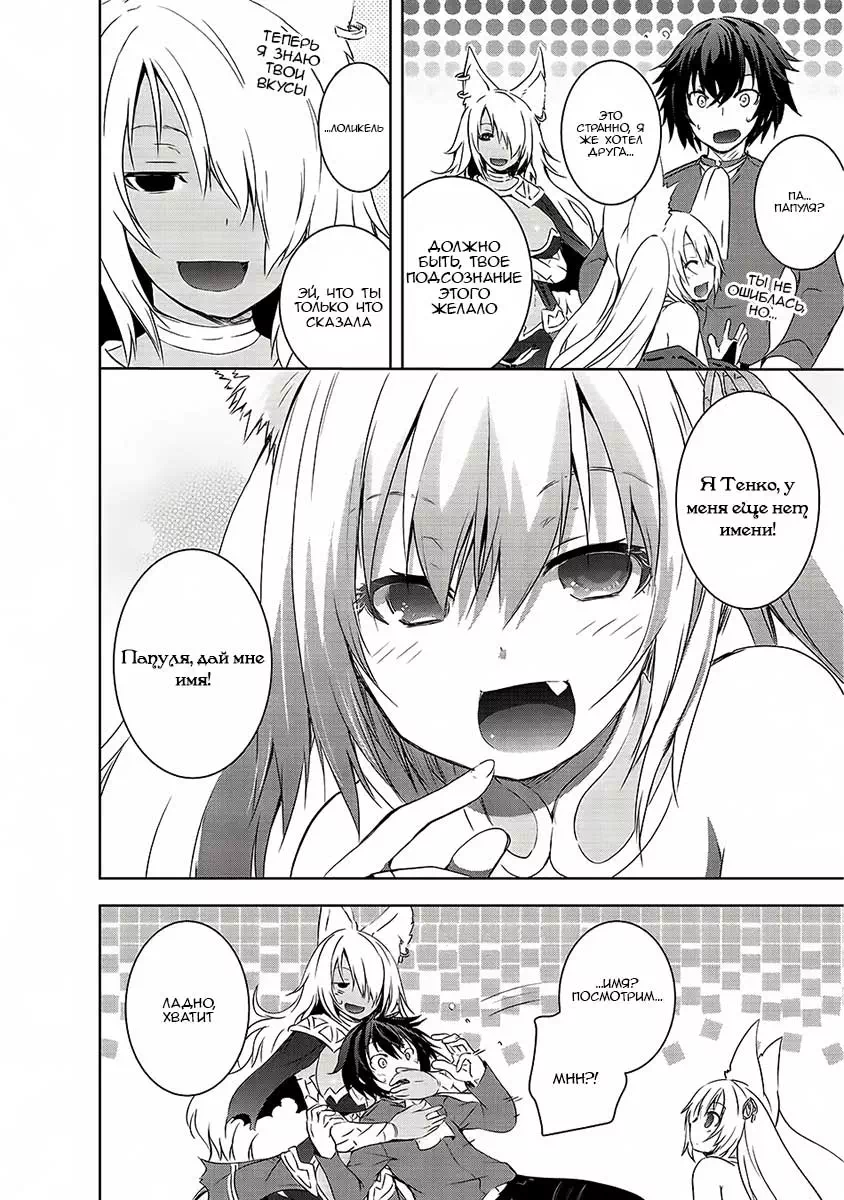 ПА...
ПАПУЛЯ?
ЭТО
СТРАННО, Я
ЖЕ ХОТЕЛ
ДРУГА...
ТЫ НЕ
ОШИБЛАСЬ,
НО...
ДОЛЖНО
БЫТЬ, ТВОЕ
ПОДСОЗНАНИЕ
ЭТОГО
ЖЕЛАЛО
ТЕПЕРЬ
Я ЗНАЮ
ТВОИ
ВКУСЫ
...ЛОЛИКЕЛЬ
ЭЙ, ЧТО ТЫ
ТОЛЬКО ЧТО
СКАЗАЛА
Я Тенко, у
меня еще нет
имени!
Папуля, дай мне
имя!
...ИМЯ?
ПОСМОТРИМ...
МНН?!
ЛАДНО,
ХВАТИТ